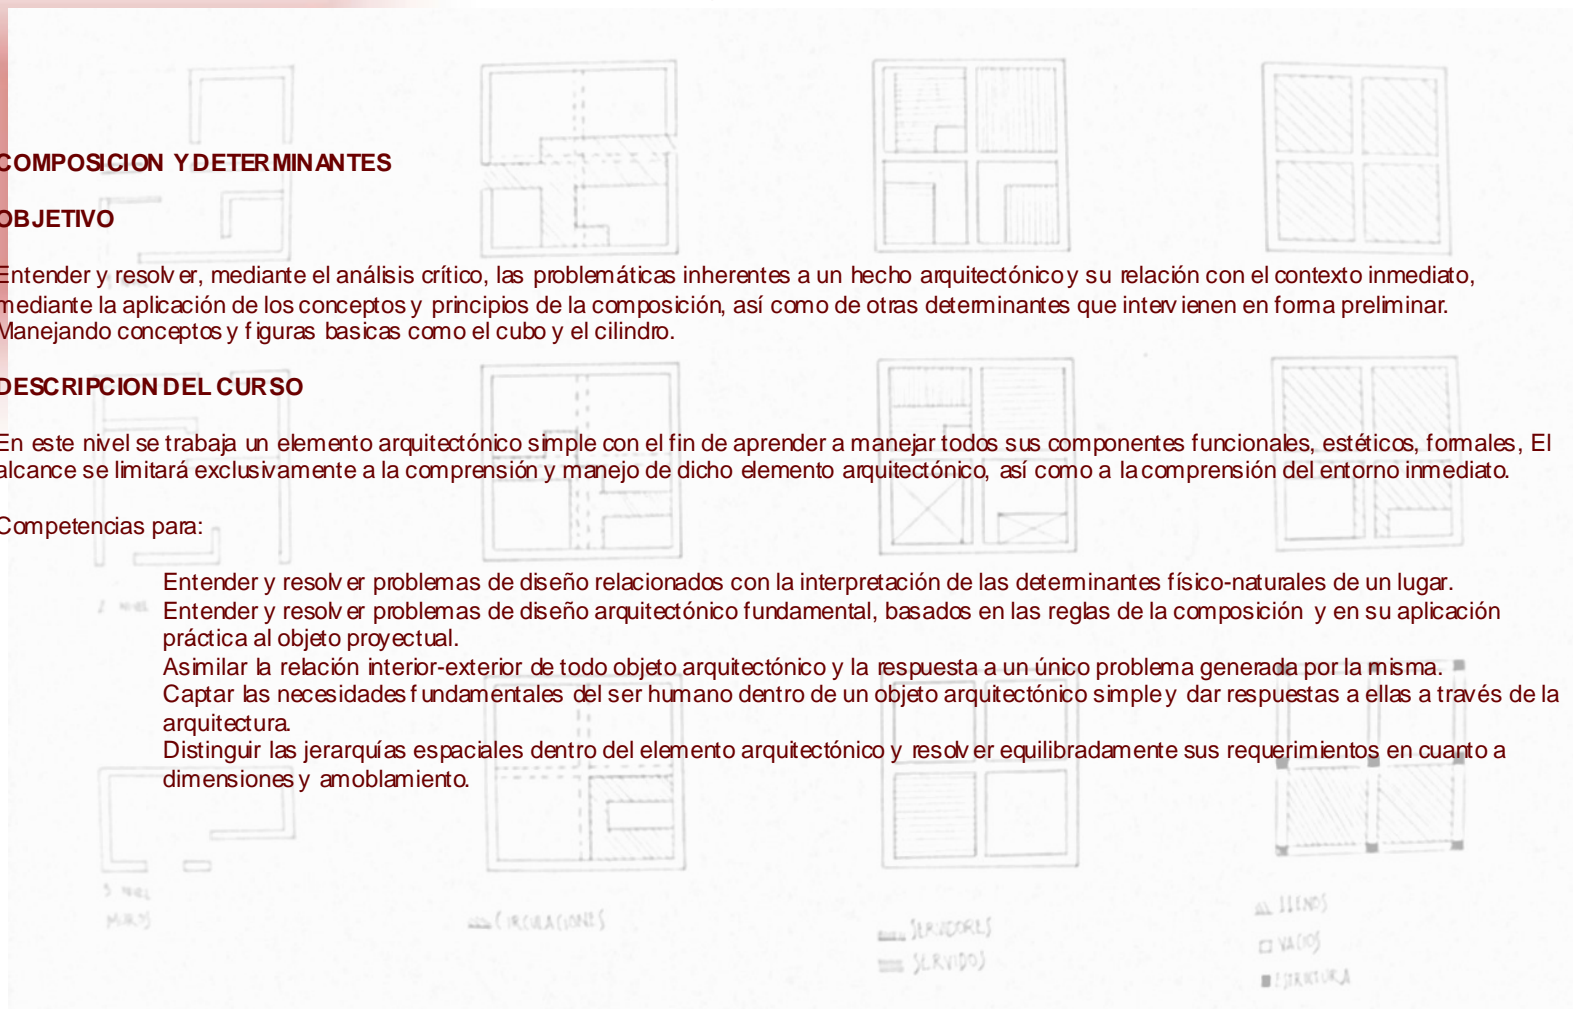 COMPOSICION Y DETERMINANTES
OBJETIVO
Entender y resolver, mediante el análisis crítico, las problemáticas inherentes a un hecho arquitectónico y su relación con el contexto inmediato,
mediante la aplicación de los conceptos y principios de la composición, así como de otras determinantes que intervienen en forma preliminar.
Manejando conceptos y figuras basicas como el cubo y el cilindro.
DESCRIPCION DEL CURSO
En este nivel se trabaja un elemento arquitectónico simple con el fin de aprender a manejar todos sus componentes funcionales, estéticos, formales, El
alcance se limitará exclusivamente a la comprensión y manejo de dicho elemento arquitectónico, así como a la comprensión del entorno inmediato.
Competencias para:
Entender y resolver problemas de diseño relacionados con la interpretación de las determinantes físico-naturales de un lugar.
2 NIVEL
Entender y resolver problemas de diseño arquitectónico fundamental, basados en las reglas de la composición y en su aplicación
práctica al objeto proyectual.
Asimilar la relación interior-exterior de todo objeto arquitectónico y la respuesta a un único problema generada por la misma.
Captar las necesidades fundamentales del ser humano dentro de un objeto arquitectónico simple y dar respuestas a ellas a través de la
arquitectura.
Distinguir las jerarquías espaciales dentro del elemento arquitectónico y resolver equilibradamente sus requerimientos en cuanto a
dimensiones y amoblamiento.
3 NIVEL
MUROS
CIRCULACIONES
SERVIDORES
SERVIDOS
LLENOS
VACIOS
ESTRUCTURA